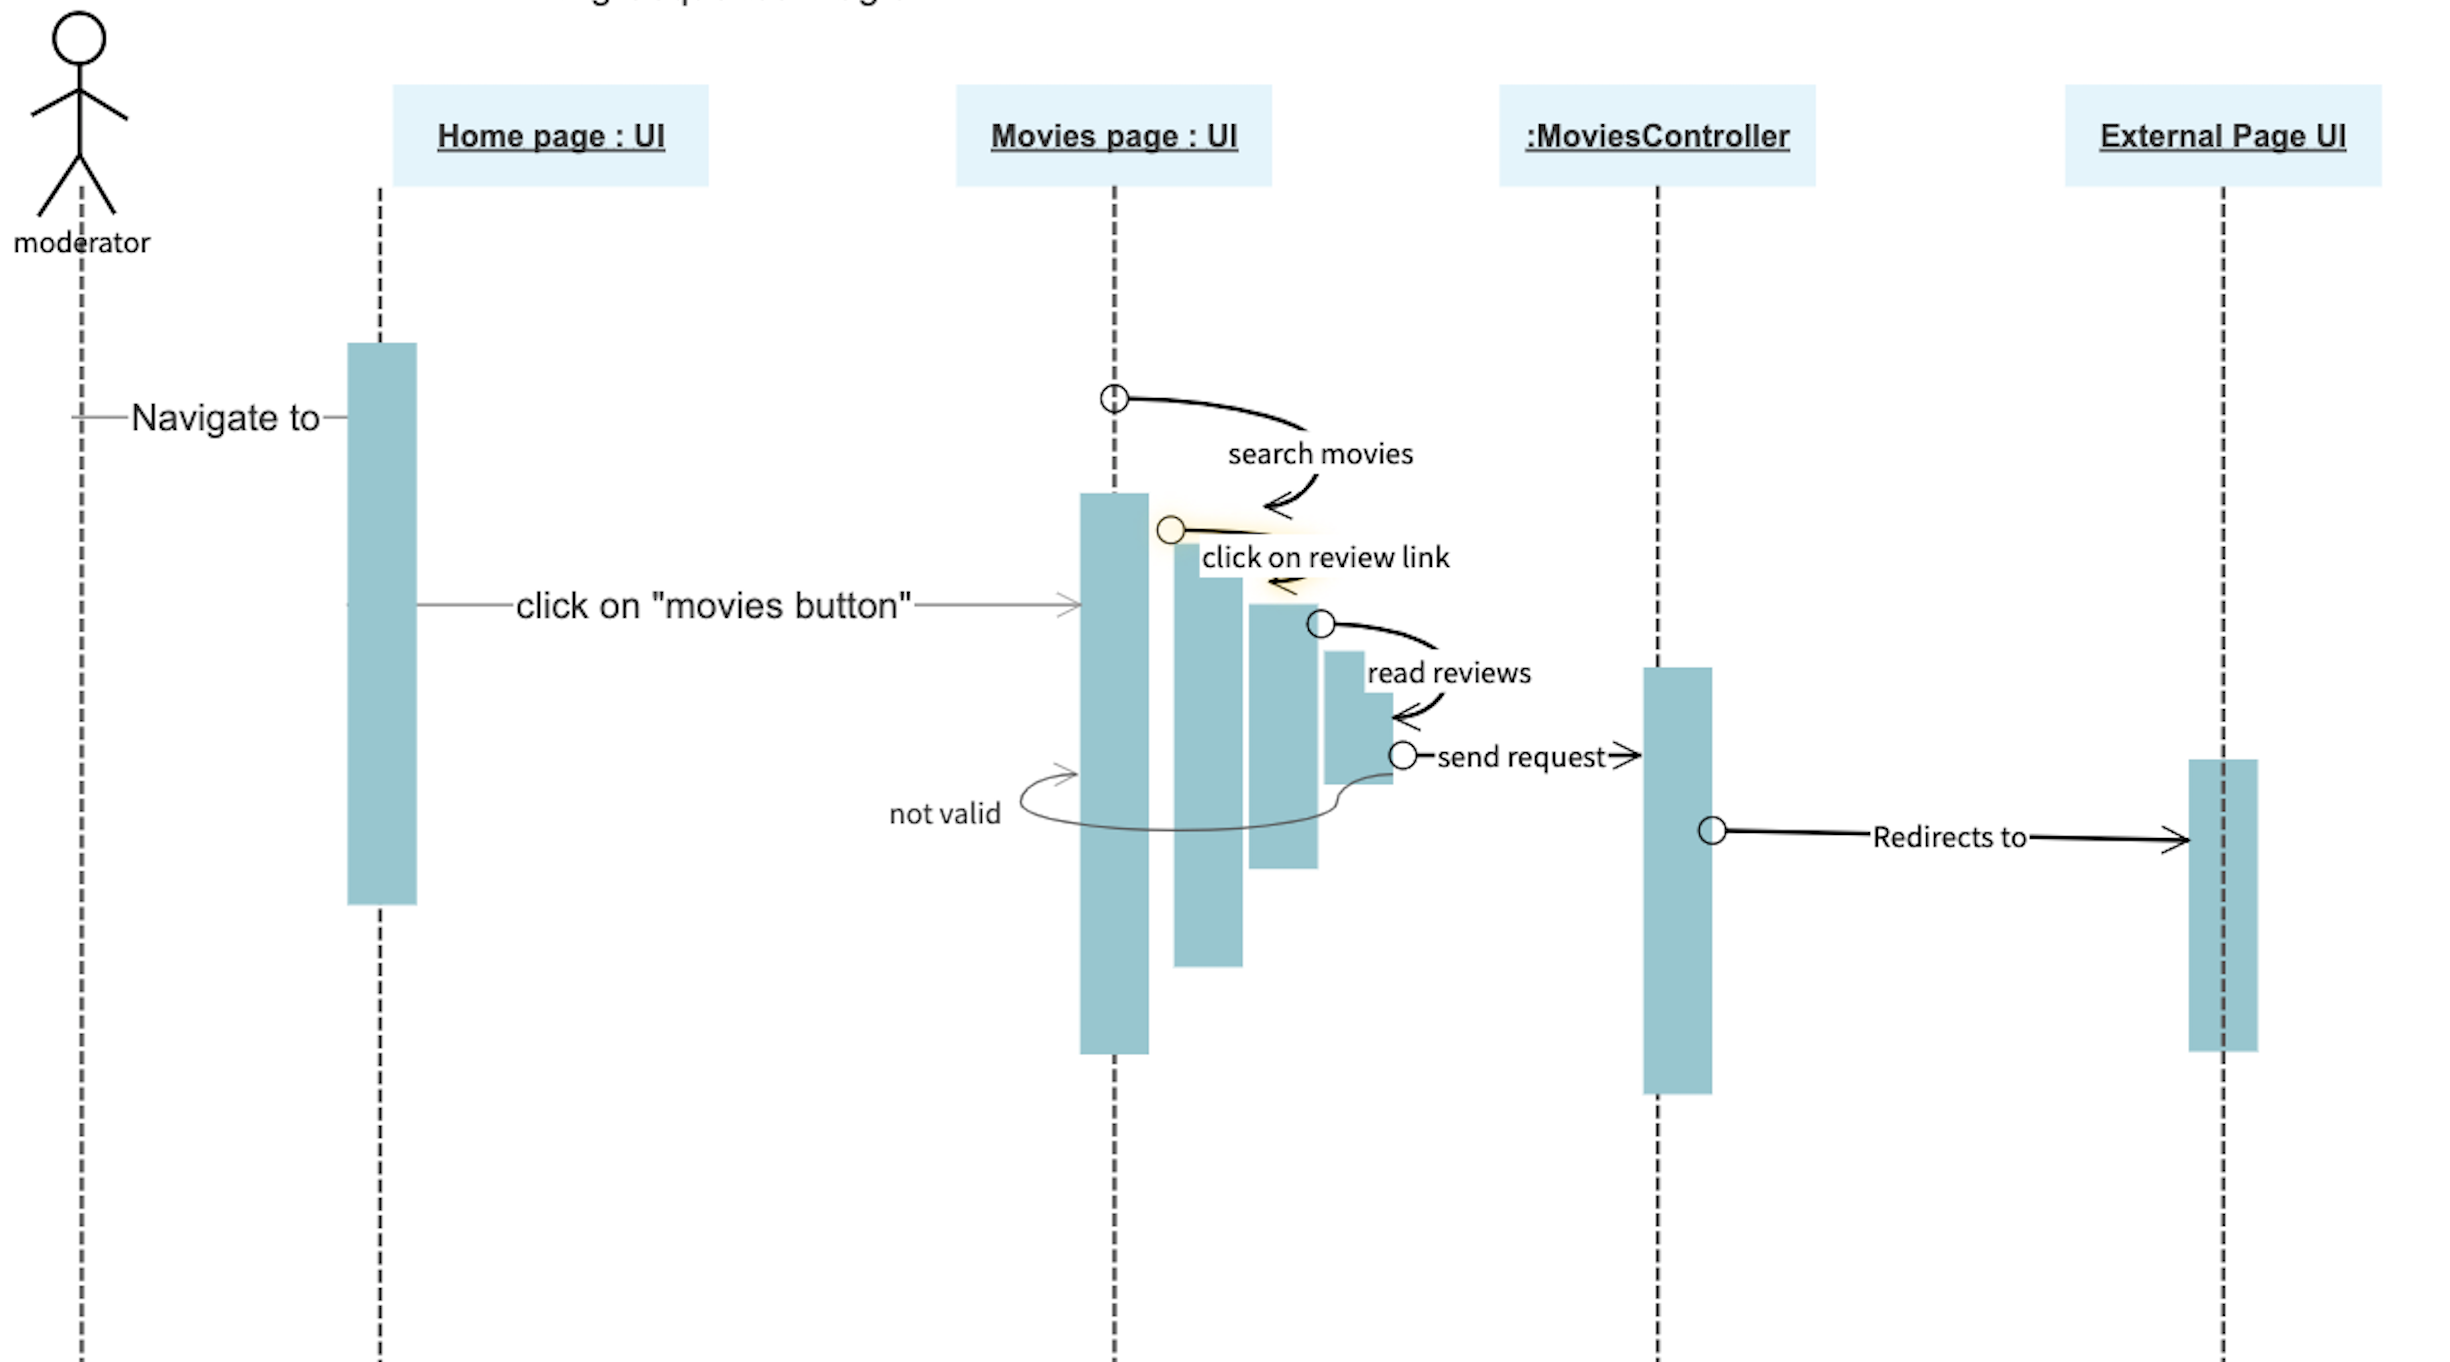 Home page : UI
Movies page : UI
:MoviesController
External Page UI
moderator
Navigate to
search movies
click on review link
click on "movies button"
read reviews
send request
not valid
Redirects to